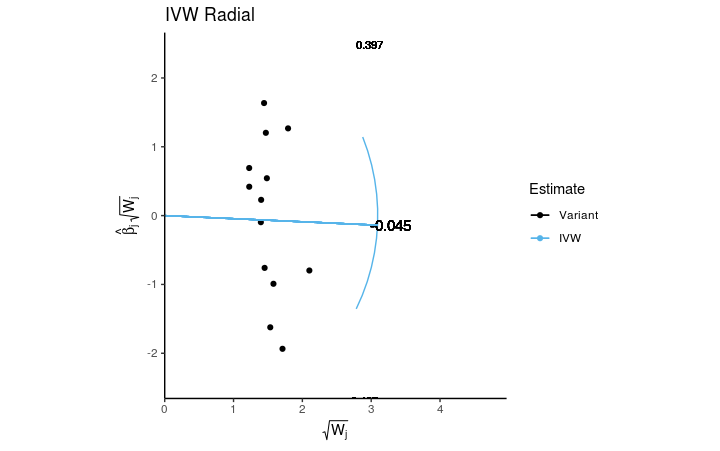 IVW Radial
0.397
2
1
0
-1
-2
β̂j√Wj
-0.045
0 1 2 3 4
√Wj
Estimate
Variant
IVW